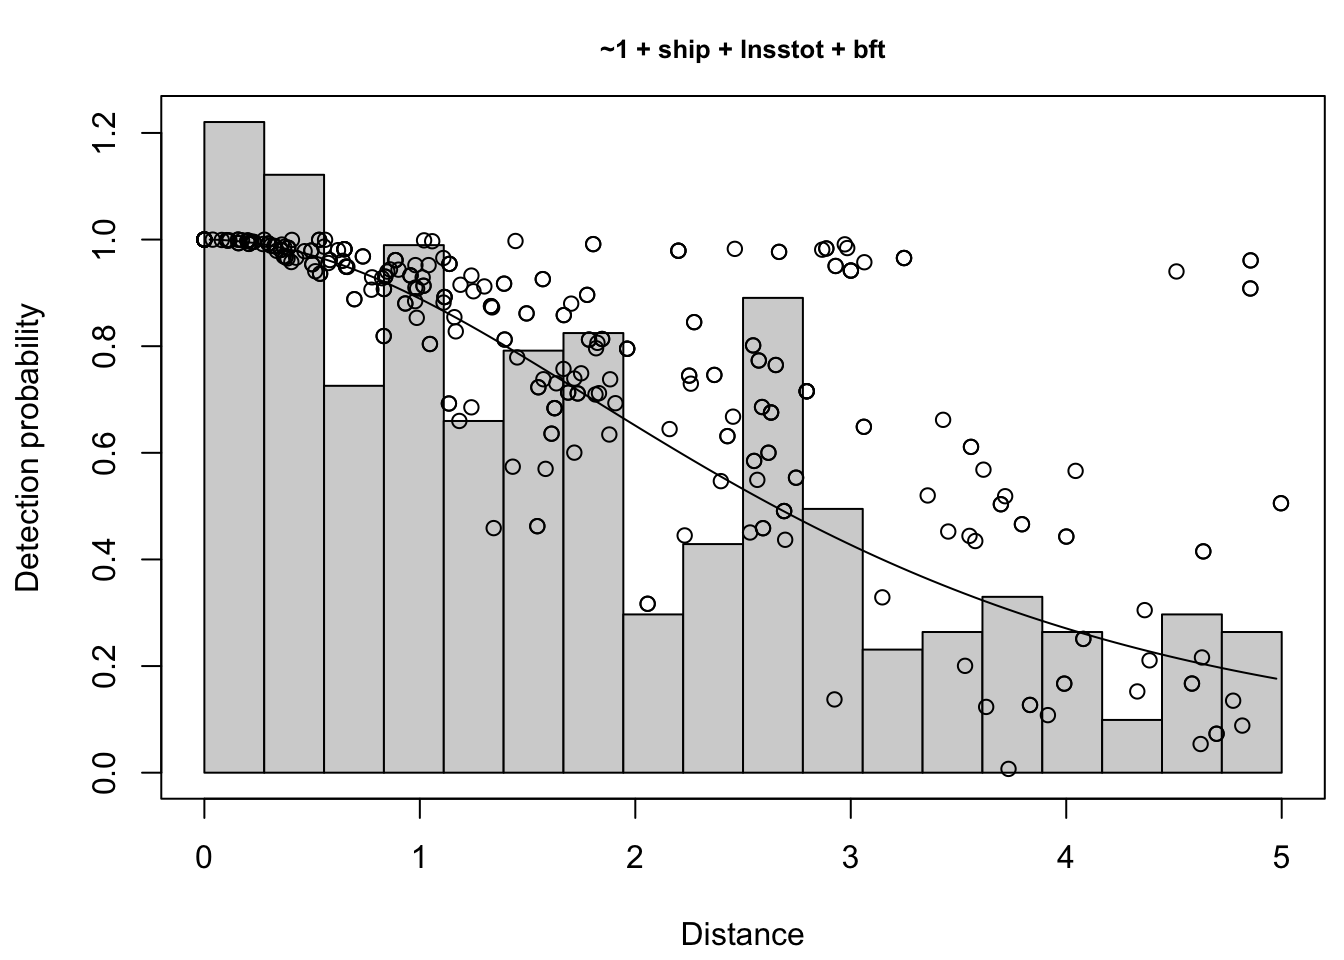 ~1 + ship + lnsstot + bft
Detection probability
1.2
1.0
0.8
0.6
0.4
0.2
0.0
0 1 2 3 4 5
Distance